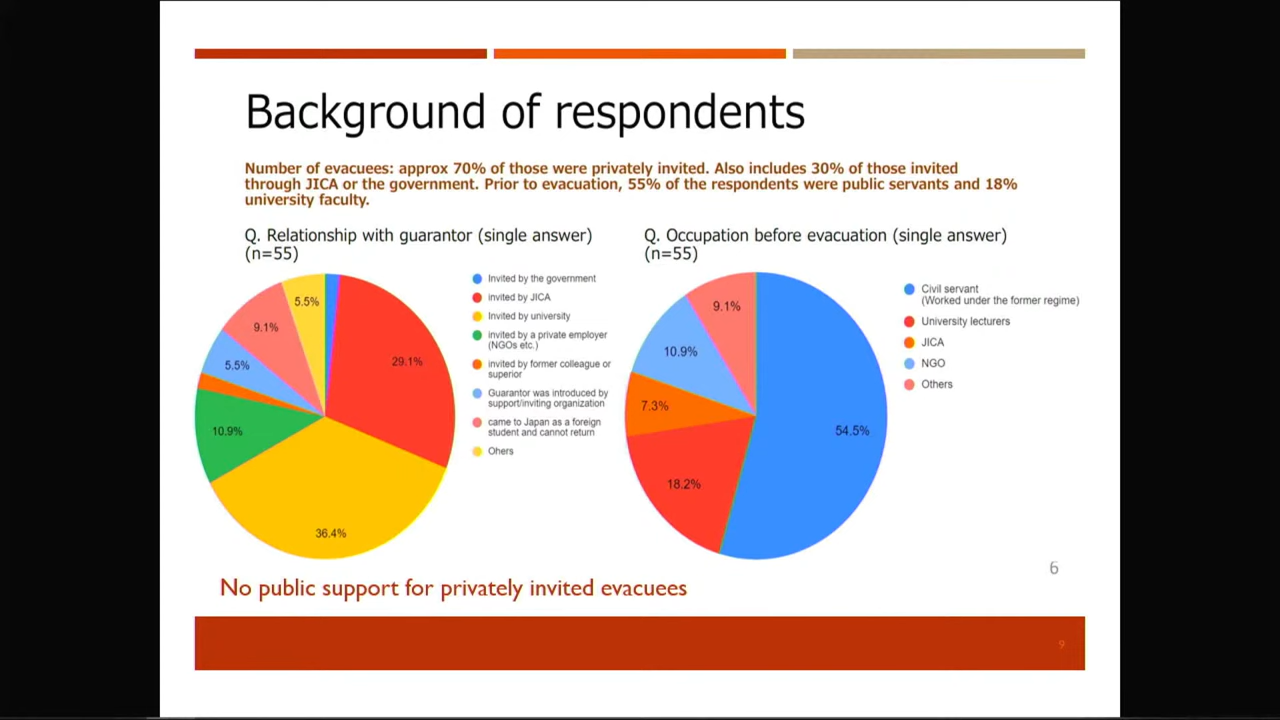 Background of respondents
Number of evacuees: approx 70% of those were privately invited. Also includes 30% of those invited
through JICA or the government. Prior to evacuation, 55% of the respondents were public servants and 18%
university faculty.
Q. Relationship with guarantor (single answer)
(n=55)
5.5%
9.1%
5.5%
29.1%
10.9%
36.4%
Invited by the government
invited by JICA
Invited by university
invited by a private employer
(NGOs etc.)
invited by former colleague or
superior
Guarantor was introduced by
support/inviting organization
came to Japan as a foreign
student and cannot return
Ohers
Q. Occupation before evacuation (single answer)
(n=55)
9.1%
10.9%
7.3%
54.5%
18.2%
Civil servant
(Worked under the former regime)
University lecturers
JICA
NGO
Others
6
No public support for privately invited evacuees
9